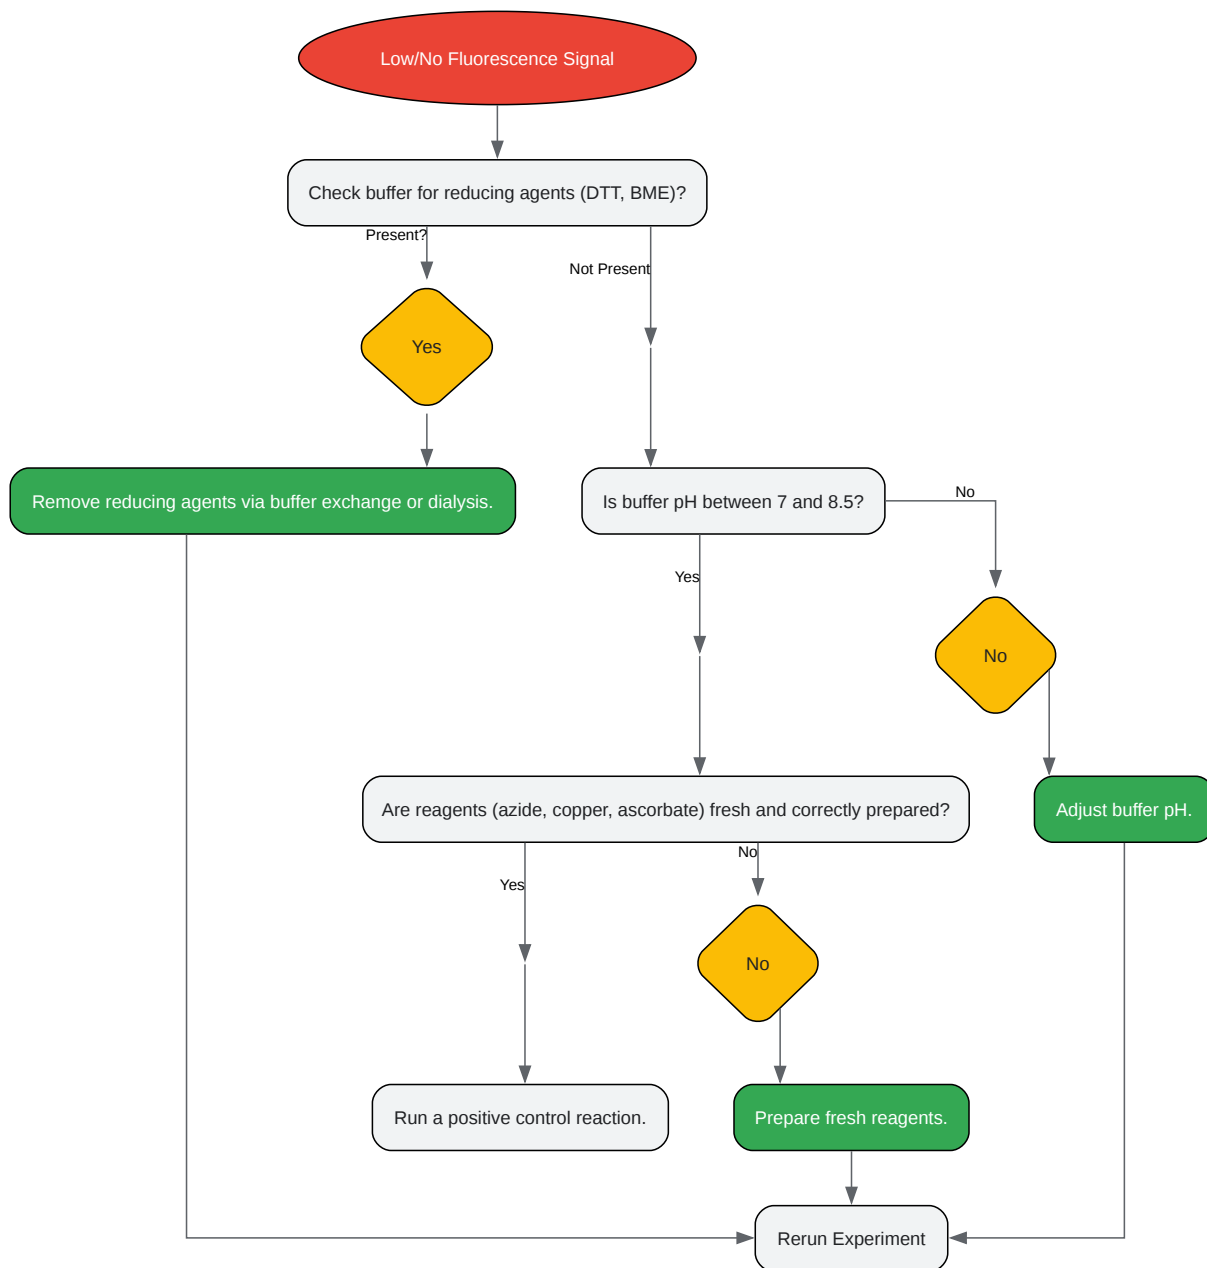 Low/No Fluorescence Signal
Check buffer for reducing agents (DTT, BME)?
Present?
Not Present
Yes
Remove reducing agents via buffer exchange or dialysis.
Is buffer pH between 7 and 8.5?
No
Yes
No
Are reagents (azide, copper, ascorbate) fresh and correctly prepared?
Adjust buffer pH.
No
Yes
No
Run a positive control reaction.
Prepare fresh reagents.
Rerun Experiment